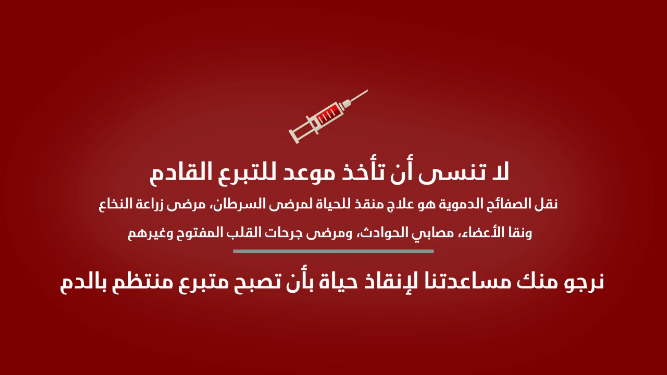 لا تنسى أن تأخذ موعد للتبرع القادم
نقل الصفائح الدموية هو علاج منقذ للحياة لمرضى السرطان، مرضى زراعة النخاع
ونقا الأعضاء، مصابي الحوادث، ومرضى جرحات القلب المفتوح وغيرهم
نرجو منك مساعدتنا لإنقاذ حياة بأن تصبح متبرع منتظم بالدم